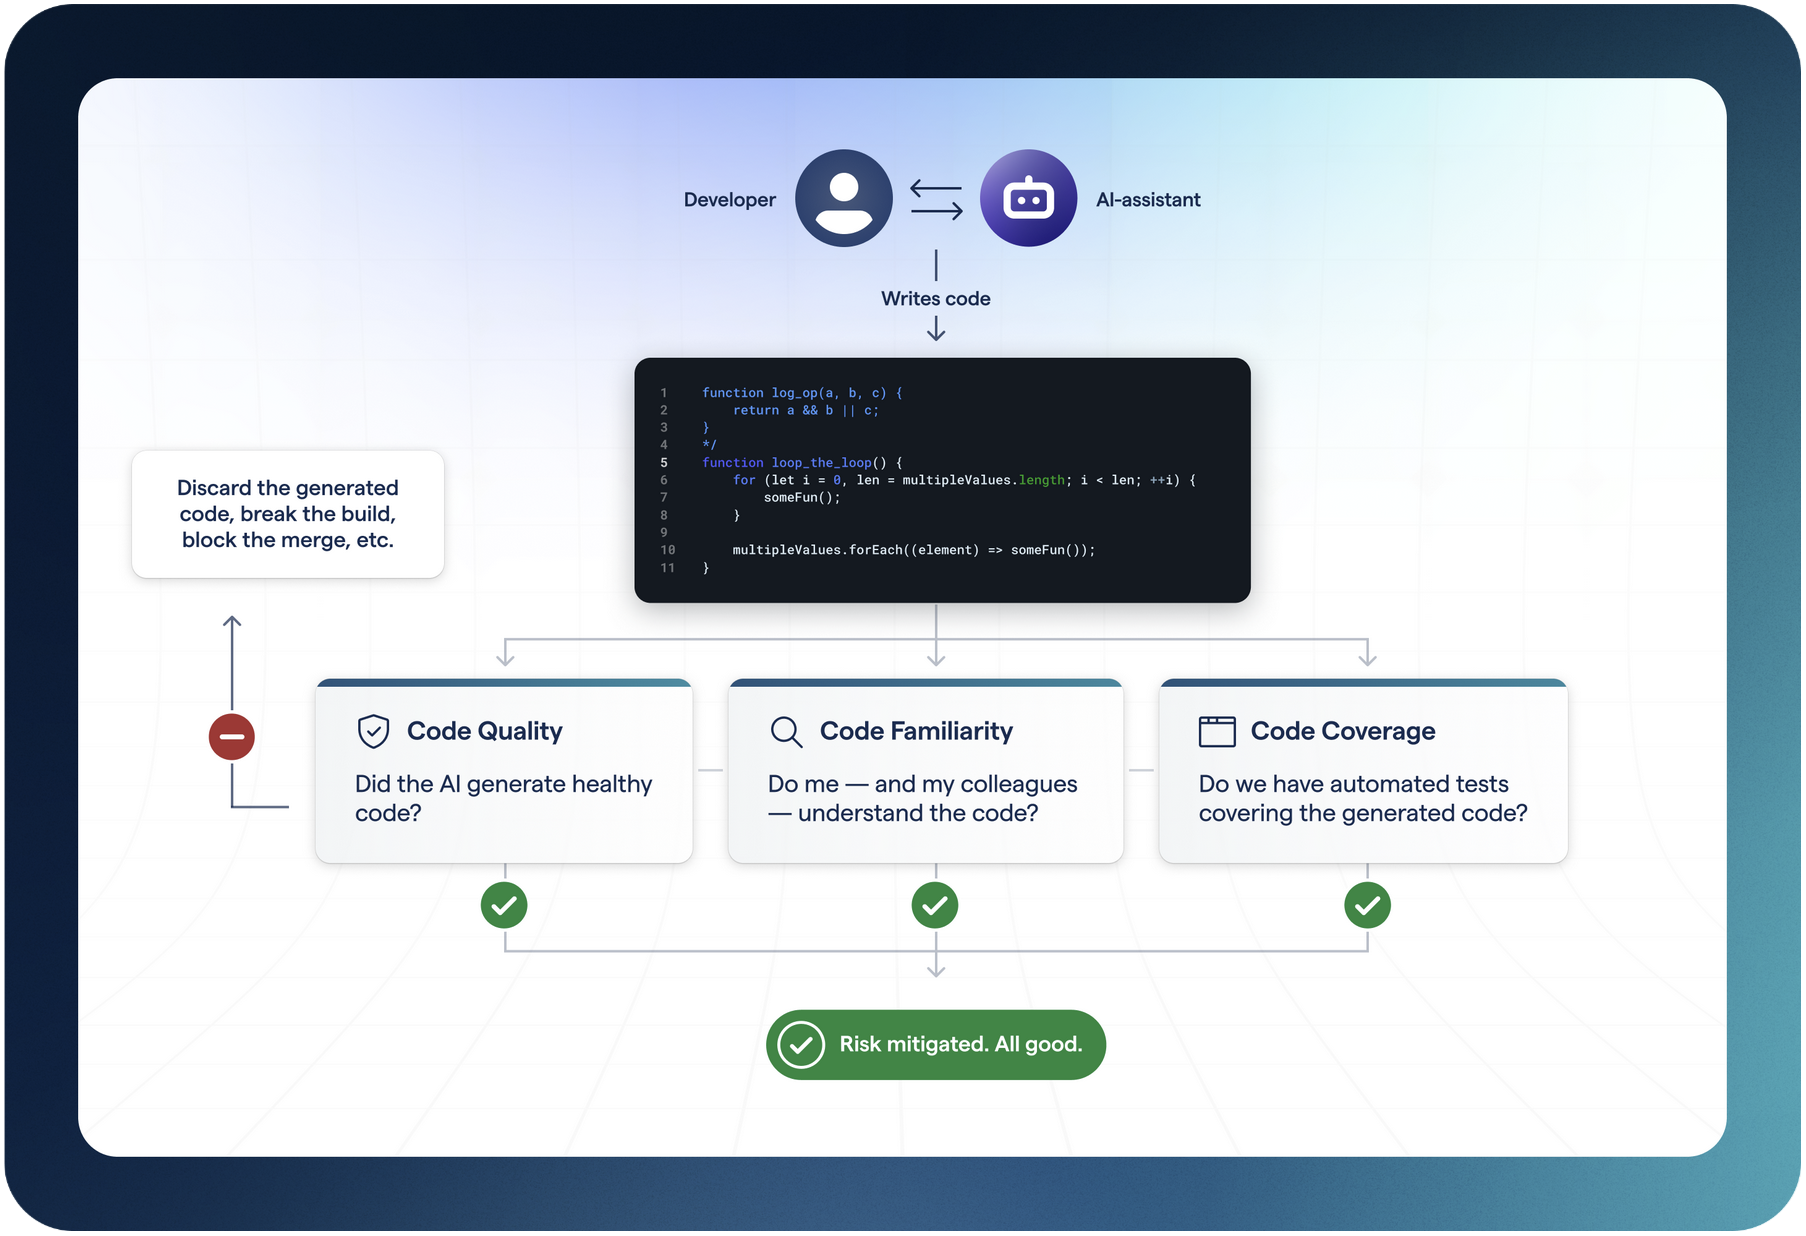 Developer
AI-assistant
Writes code
1 function log_op(a, b, c) {
2     return a && b || c;
3 }
4 */
5 function loop_the_loop() {
6     for (let i = 0, len = multipleValues.length; i < len; ++i) {
7         someFun();
8     }
9
10     multipleValues.forEach((element) => someFun());
11 }
Discard the generated
code, break the build,
block the merge, etc.
Code Quality
Did the AI generate healthy
code?
Code Familiarity
Do me — and my colleagues
— understand the code?
Code Coverage
Do we have automated tests
covering the generated code?
Risk mitigated. All good.